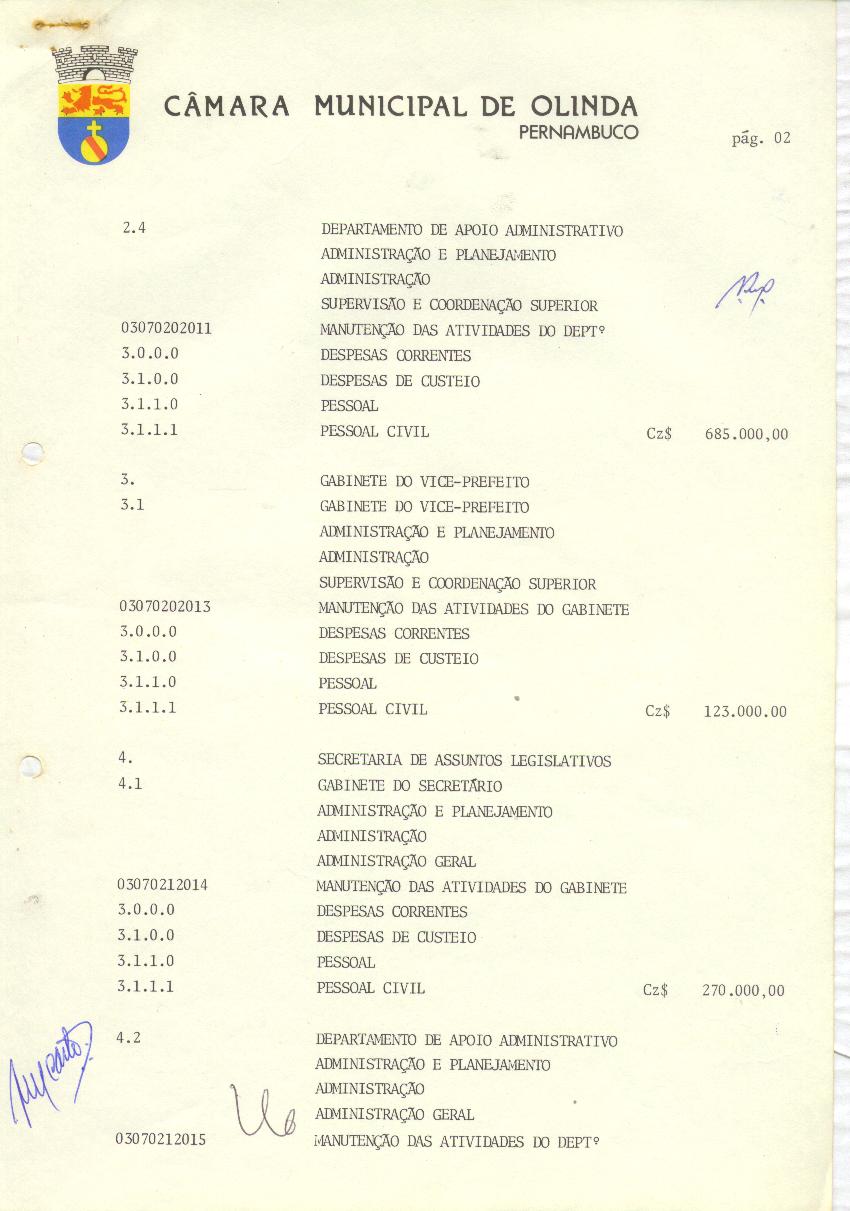 CÂMARA MUNICIPAL DE OLINDA
PERNAMBUCO
pág. 02
2.4 DEPARTAMENTO DE APOIO ADMINISTRATIVO
ADMINISTRAÇÃO E PLANEJAMENTO
ADMINISTRAÇÃO
SUPERVISÃO E COORDENAÇÃO SUPERIOR
03070202011 MANUTENÇÃO DAS ATIVIDADES DO DEPTº
3.0.0.0 DESPESAS CORRENTES
3.1.0.0 DESPESAS DE CUSTEIO
3.1.1.0 PESSOAL
3.1.1.1 PESSOAL CIVIL Cz$ 685.000,00
3. GABINETE DO VICE-PREFEITO
3.1 GABINETE DO VICE-PREFEITO
ADMINISTRAÇÃO E PLANEJAMENTO
ADMINISTRAÇÃO
SUPERVISÃO E COORDENAÇÃO SUPERIOR
03070202013 MANUTENÇÃO DAS ATIVIDADES DO GABINETE
3.0.0.0 DESPESAS CORRENTES
3.1.0.0 DESPESAS DE CUSTEIO
3.1.1.0 PESSOAL
3.1.1.1 PESSOAL CIVIL Cz$ 123.000.00
4. SECRETARIA DE ASSUNTOS LEGISLATIVOS
4.1 GABINETE DO SECRETÁRIO
ADMINISTRAÇÃO E PLANEJAMENTO
ADMINISTRAÇÃO
ADMINISTRAÇÃO GERAL
03070212014 MANUTENÇÃO DAS ATIVIDADES DO GABINETE
3.0.0.0 DESPESAS CORRENTES
3.1.0.0 DESPESAS DE CUSTEIO
3.1.1.0 PESSOAL
3.1.1.1 PESSOAL CIVIL Cz$ 270.000,00
4.2 DEPARTAMENTO DE APOIO ADMINISTRATIVO
ADMINISTRAÇÃO E PLANEJAMENTO
ADMINISTRAÇÃO
ADMINISTRAÇÃO GERAL
03070212015 MANUTENÇÃO DAS ATIVIDADES DO DEPTº